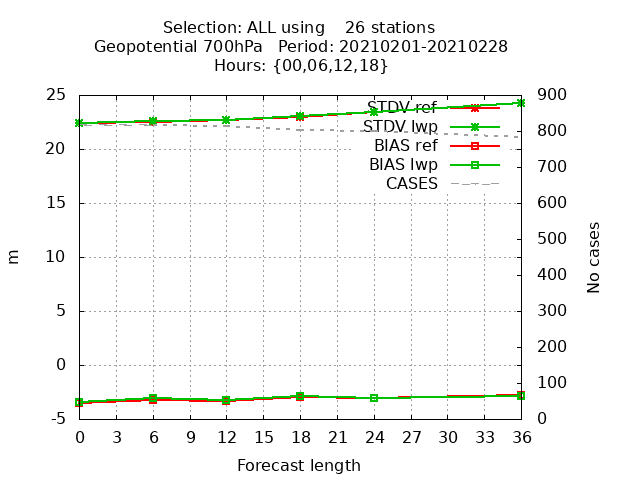 Selection: ALL using    26 stations
Geopotential 700hPa   Period: 20210201-20210228
Hours: {00,06,12,18}
25
20
15
10
5
0
-5
m
STDV ref
STDV lwp
BIAS ref
BIAS lwp
CASES
900
800
700
600
500
400
300
200
100
0
No cases
0 3 6 9 12 15 18 21 24 27 30 33 36
Forecast length